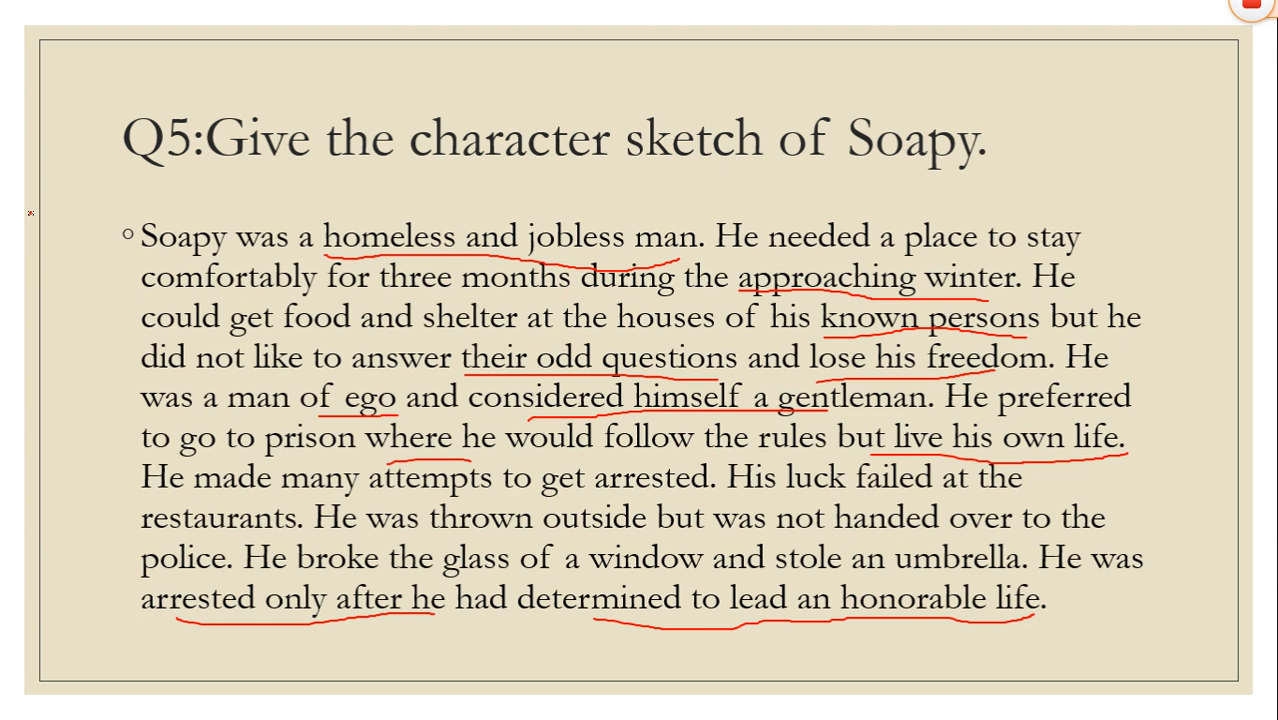 Q5:Give the character sketch of Soapy.
Soapy was a homeless and jobless man. He needed a place to stay
comfortably for three months during the approaching winter. He
could get food and shelter at the houses of his known persons but he
did not like to answer their odd questions and lose his freedom. He
was a man of ego and considered himself a gentleman. He preferred
to go to prison where he would follow the rules but live his own life.
He made many attempts to get arrested. His luck failed at the
restaurants. He was thrown outside but was not handed over to the
police. He broke the glass of a window and stole an umbrella. He was
arrested only after he had determined to lead an honorable life.